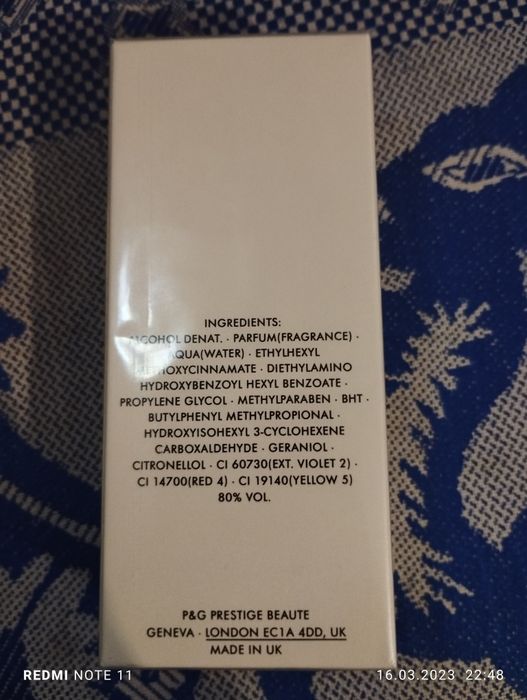 INGREDIENTS:
ALCOHOL DENAT. · PARFUM(FRAGRANCE) ·
AQUA(WATER) · ETHYLHEXYL
METHOXYCINNAMATE · DIETHYLAMINO
HYDROXYBENZOYL HEXYL BENZOATE ·
PROPYLENE GLYCOL · METHYLPARABEN · BHT ·
BUTYLPHENYL METHYLPROPIONAL ·
HYDROXYISOHEXYL 3-CYCLOHEXENE
CARBOXALDEHYDE · GERANIOL ·
CITRONELLOL · CI 60730(EXT. VIOLET 2) ·
CI 14700(RED 4) · CI 19140(YELLOW 5)
80% VOL.
P&G PRESTIGE BEAUTE
GENEVA · LONDON EC1A 4DD, UK
MADE IN UK
REDMI NOTE 11
16.03.2023 22:48